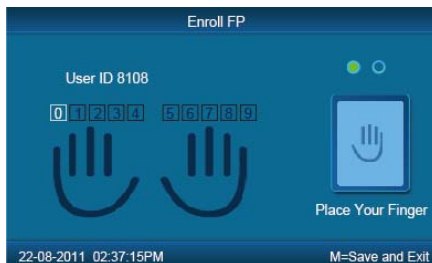 Enroll FP
User ID 8108
0 1 2 3 4 5 6 7 8 9
Place Your Finger
22-08-2011 02:37:15PM M=Save and Exit